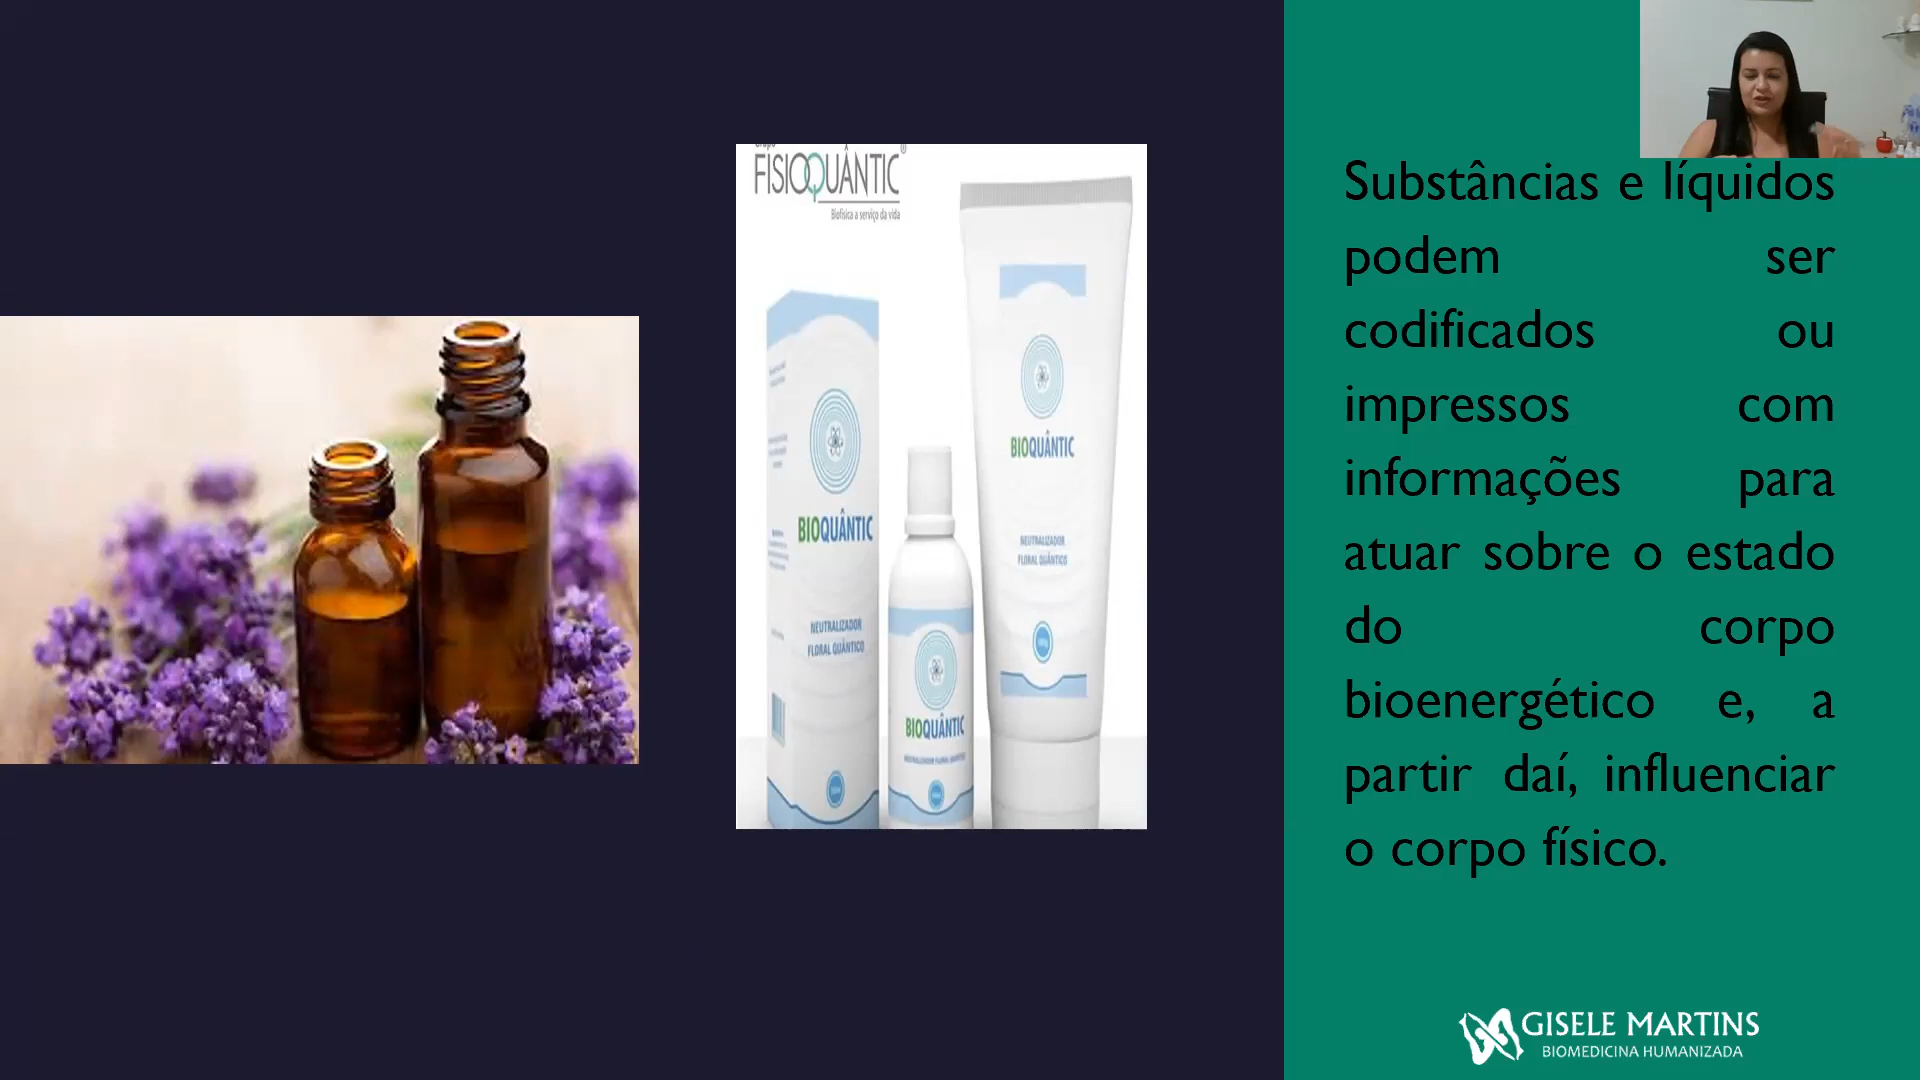 FISIOQUÂNTIC
Biofísica a serviço da vida
BIOQUÂNTIC
NEUTRALIZADOR
FLORAL QUÂNTICO
BIOQUÂNTIC
BIOQUÂNTIC
NEUTRALIZADOR
FLORAL QUÂNTICO
Substâncias e líquidos
podem ser
codificados ou
impressos com
informações para
atuar sobre o estado
do corpo
bioenergético e, a
partir daí, influenciar
o corpo físico.
GISELE MARTINS
BIOMEDICINA HUMANIZADA